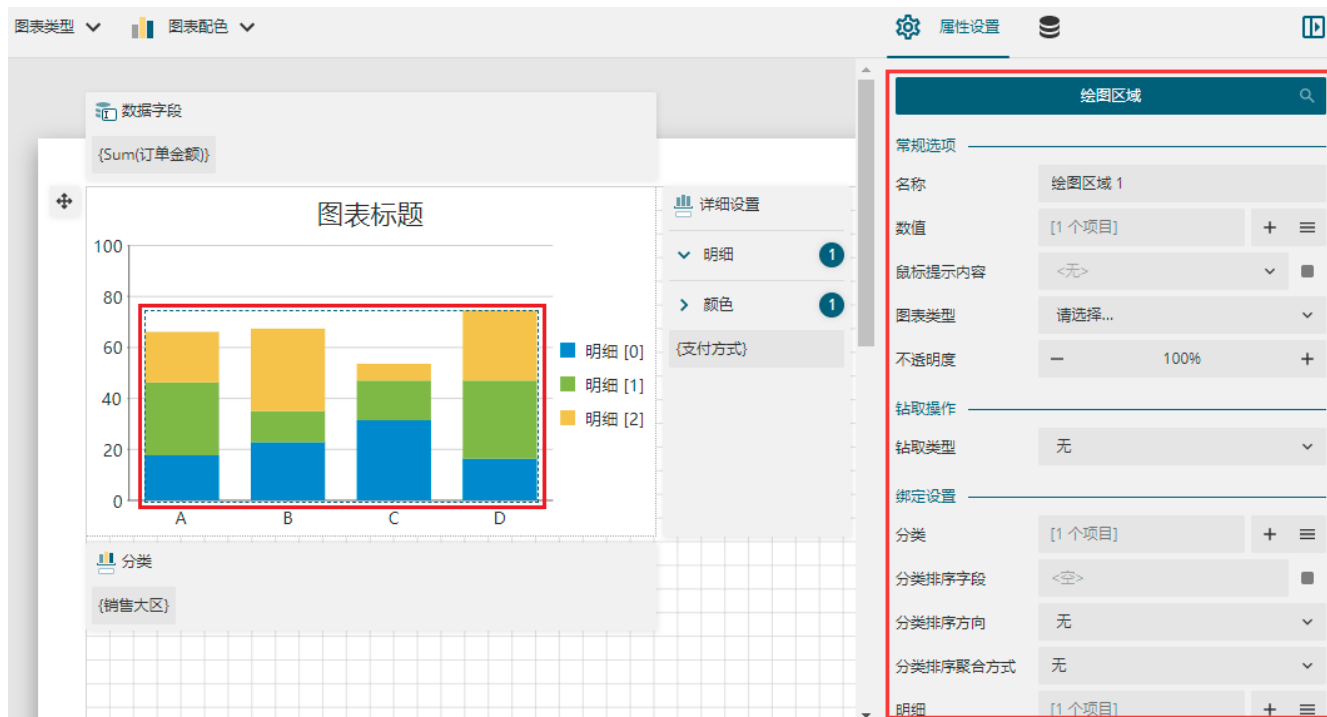 图表类型
图表配色
属性设置
数据字段
{Sum(订单金额)}
图表标题
100
80
60
40
20
0
A B C D
明细 [0]
明细 [1]
明细 [2]
详细设置
明细 1
颜色 1
{支付方式}
分类
{销售大区}
绘图区域
常规选项
名称 绘图区域 1
数值 [1 个项目]
鼠标提示内容 <无>
图表类型 请选择...
不透明度 100%
钻取操作
钻取类型 无
绑定设置
分类 [1 个项目]
分类排序字段 <空>
分类排序方向 无
分类排序聚合方式 无
明细 [1 个项目]